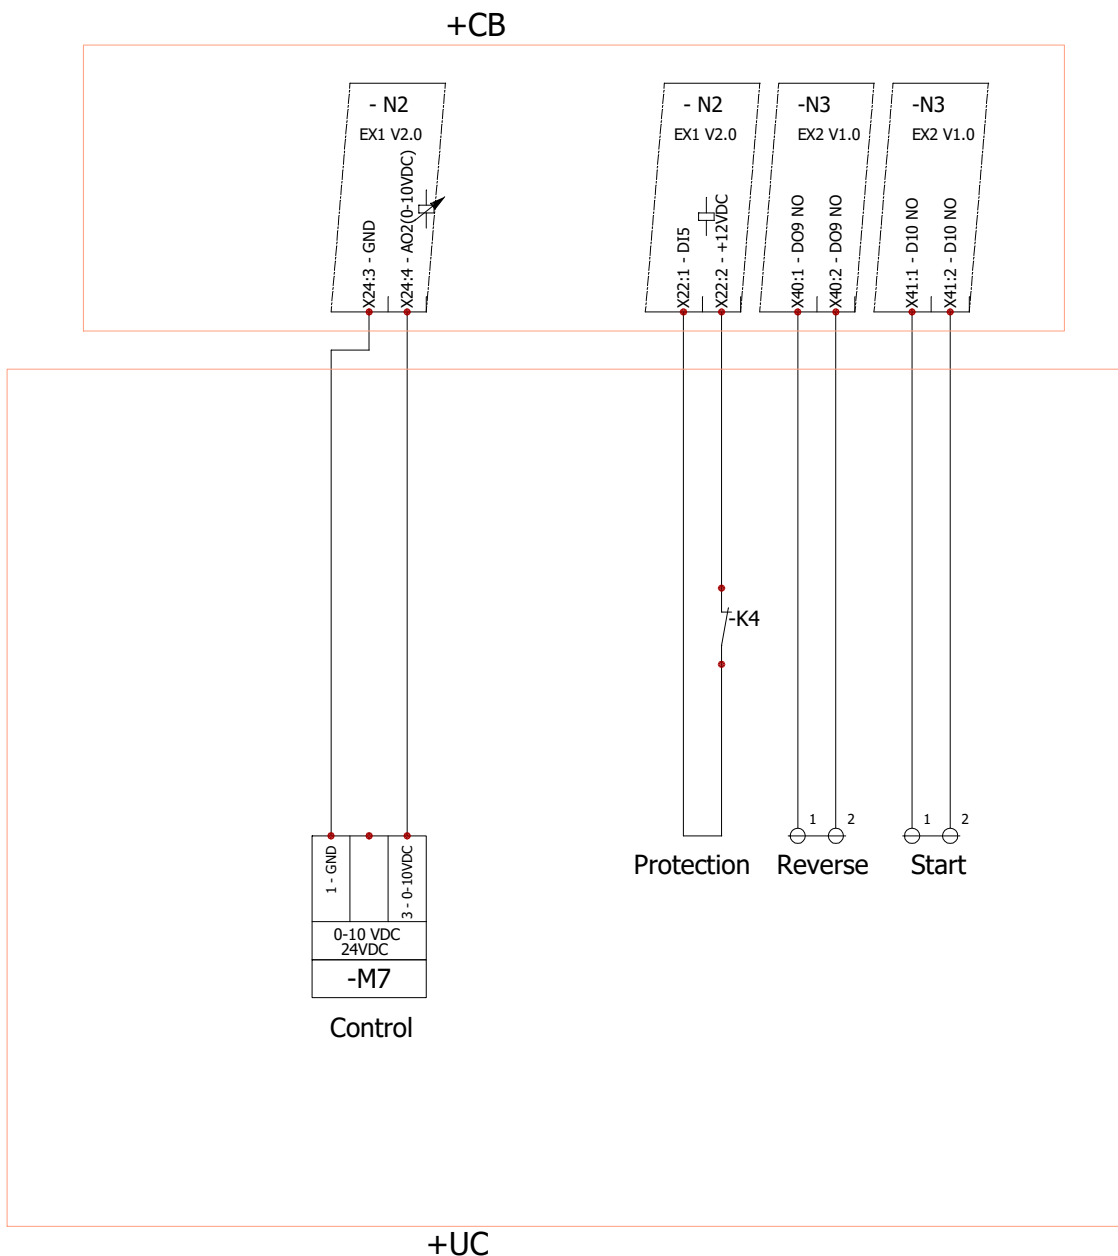 +CB
- N2
EX1 V2.0
X24:3 - GND
X24:4 - AO2(0-10VDC)
- N2
EX1 V2.0
X22:1 - DI5
X22:2 - +12VDC
-N3
EX2 V1.0
X40:1 - DO9 NO
X40:2 - DO9 NO
-N3
EX2 V1.0
X41:1 - D10 NO
X41:2 - D10 NO
-K4
1 - GND
3 - 0-10VDC
0-10 VDC
24VDC
-M7
Control
Protection
1
2
Reverse
1
2
Start
+UC